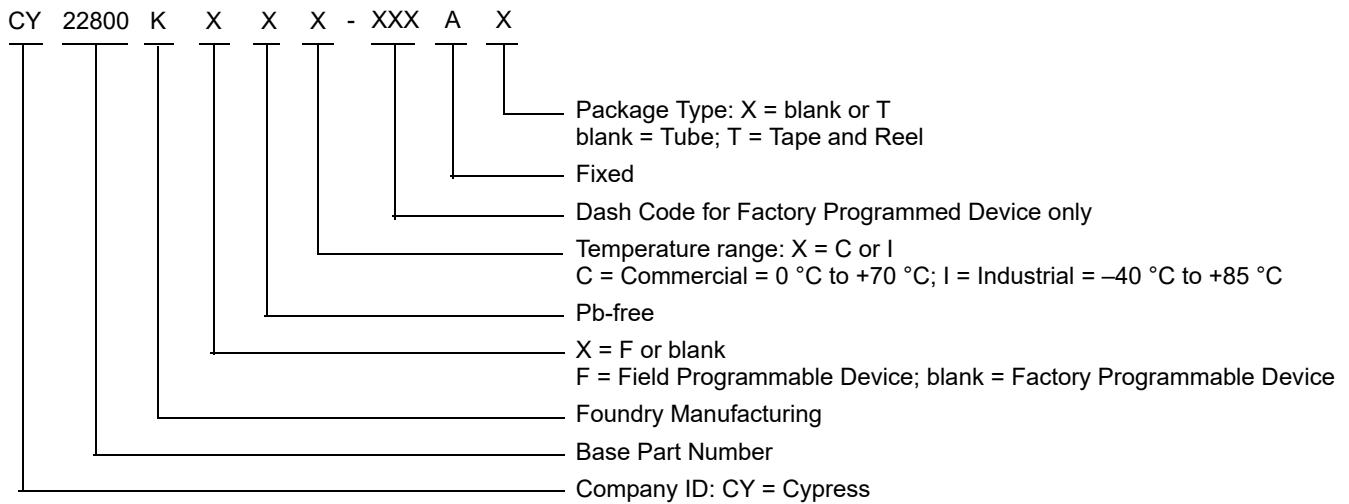 CY 22800 K X X X - XXX A X
Package Type: X = blank or T
blank = Tube; T = Tape and Reel
Fixed
Dash Code for Factory Programmed Device only
Temperature range: X = C or I
C = Commercial = 0 °C to +70 °C; I = Industrial = –40 °C to +85 °C
Pb-free
X = F or blank
F = Field Programmable Device; blank = Factory Programmable Device
Foundry Manufacturing
Base Part Number
Company ID: CY = Cypress